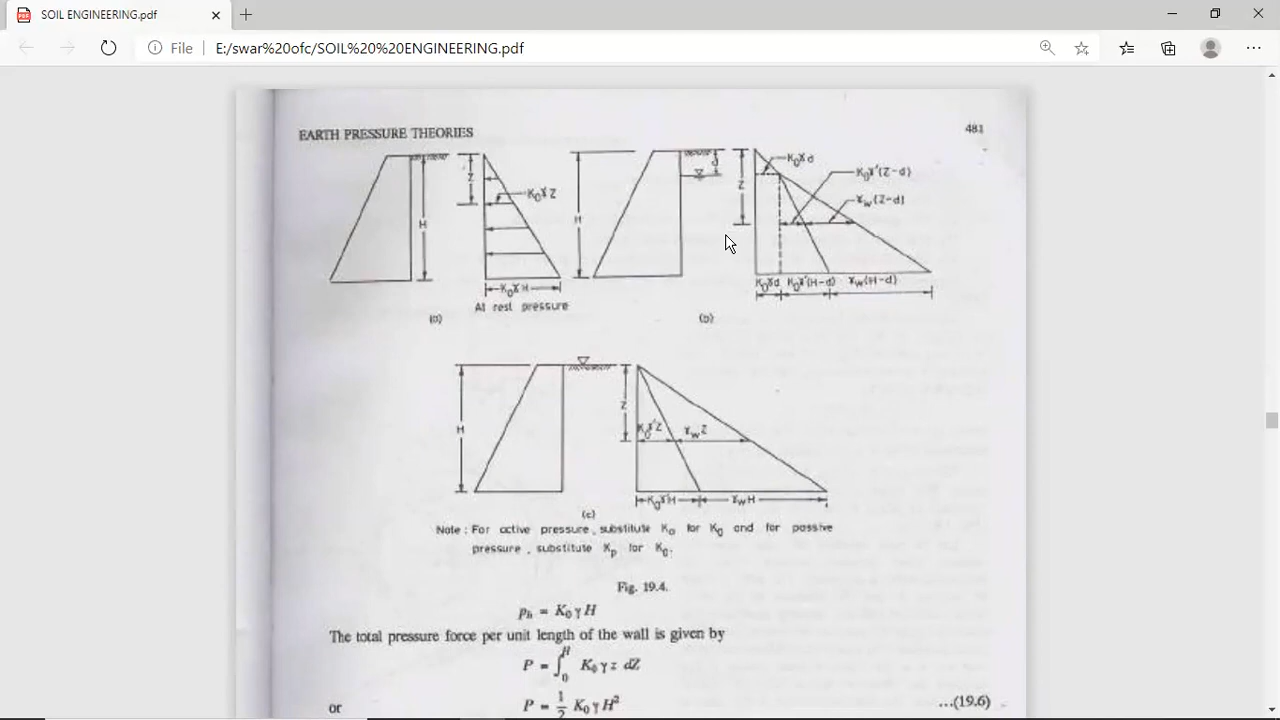 SOIL ENGINEERING.pdf
File
E:/swar%20ofc/SOIL%20%20ENGINEERING.pdf
EARTH PRESSURE THEORIES
481
H
Z
K₀γZ
K₀γH
At rest pressure
(a)
H
d
Z
K₀γd
K₀γ'(Z-d)
γw(Z-d)
K₀γd K₀γ'(H-d) γw(H-d)
(b)
H
Z
K₀γ'Z γwZ
K₀γ'H γwH
(c)
Note : For active pressure, substitute Ka for K₀ and for passive
pressure, substitute Kp for K₀.
Fig. 19.4.
ph = K₀ γ H
The total pressure force per unit length of the wall is given by
P = ∫₀ᴴ K₀ γ z dZ
or P = 1/2 K₀ γ H² ...(19.6)